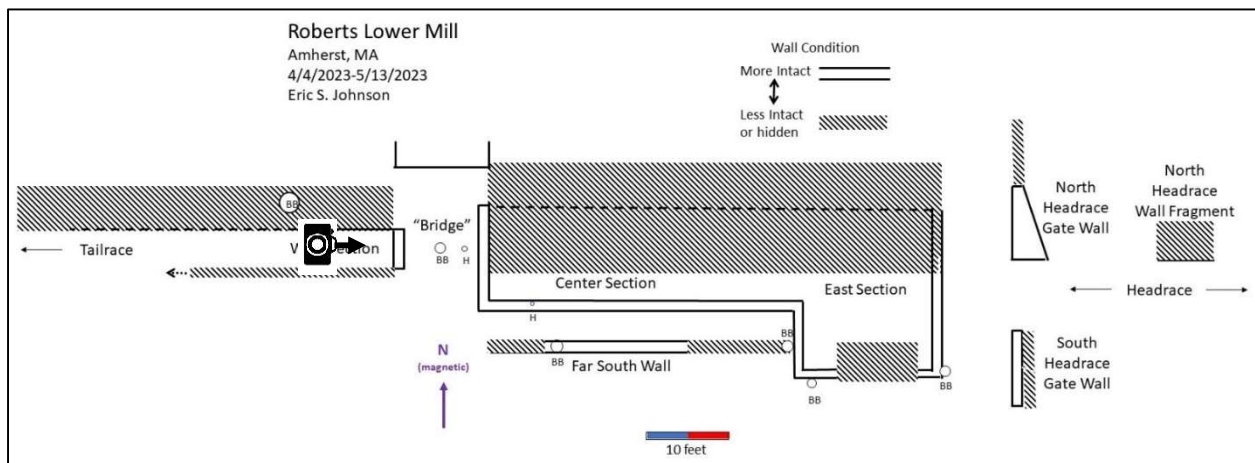 Roberts Lower Mill
Amherst, MA
4/4/2023-5/13/2023
Eric S. Johnson
Wall Condition
More Intact
Less Intact
or hidden
BB
Tailrace
"Bridge"
BB
H
Center Section
East Section
H
BB
Far South Wall
BB
BB
BB
North
Headrace
Gate Wall
North
Headrace
Wall Fragment
Headrace
South
Headrace
Gate Wall
N
(magnetic)
10 feet